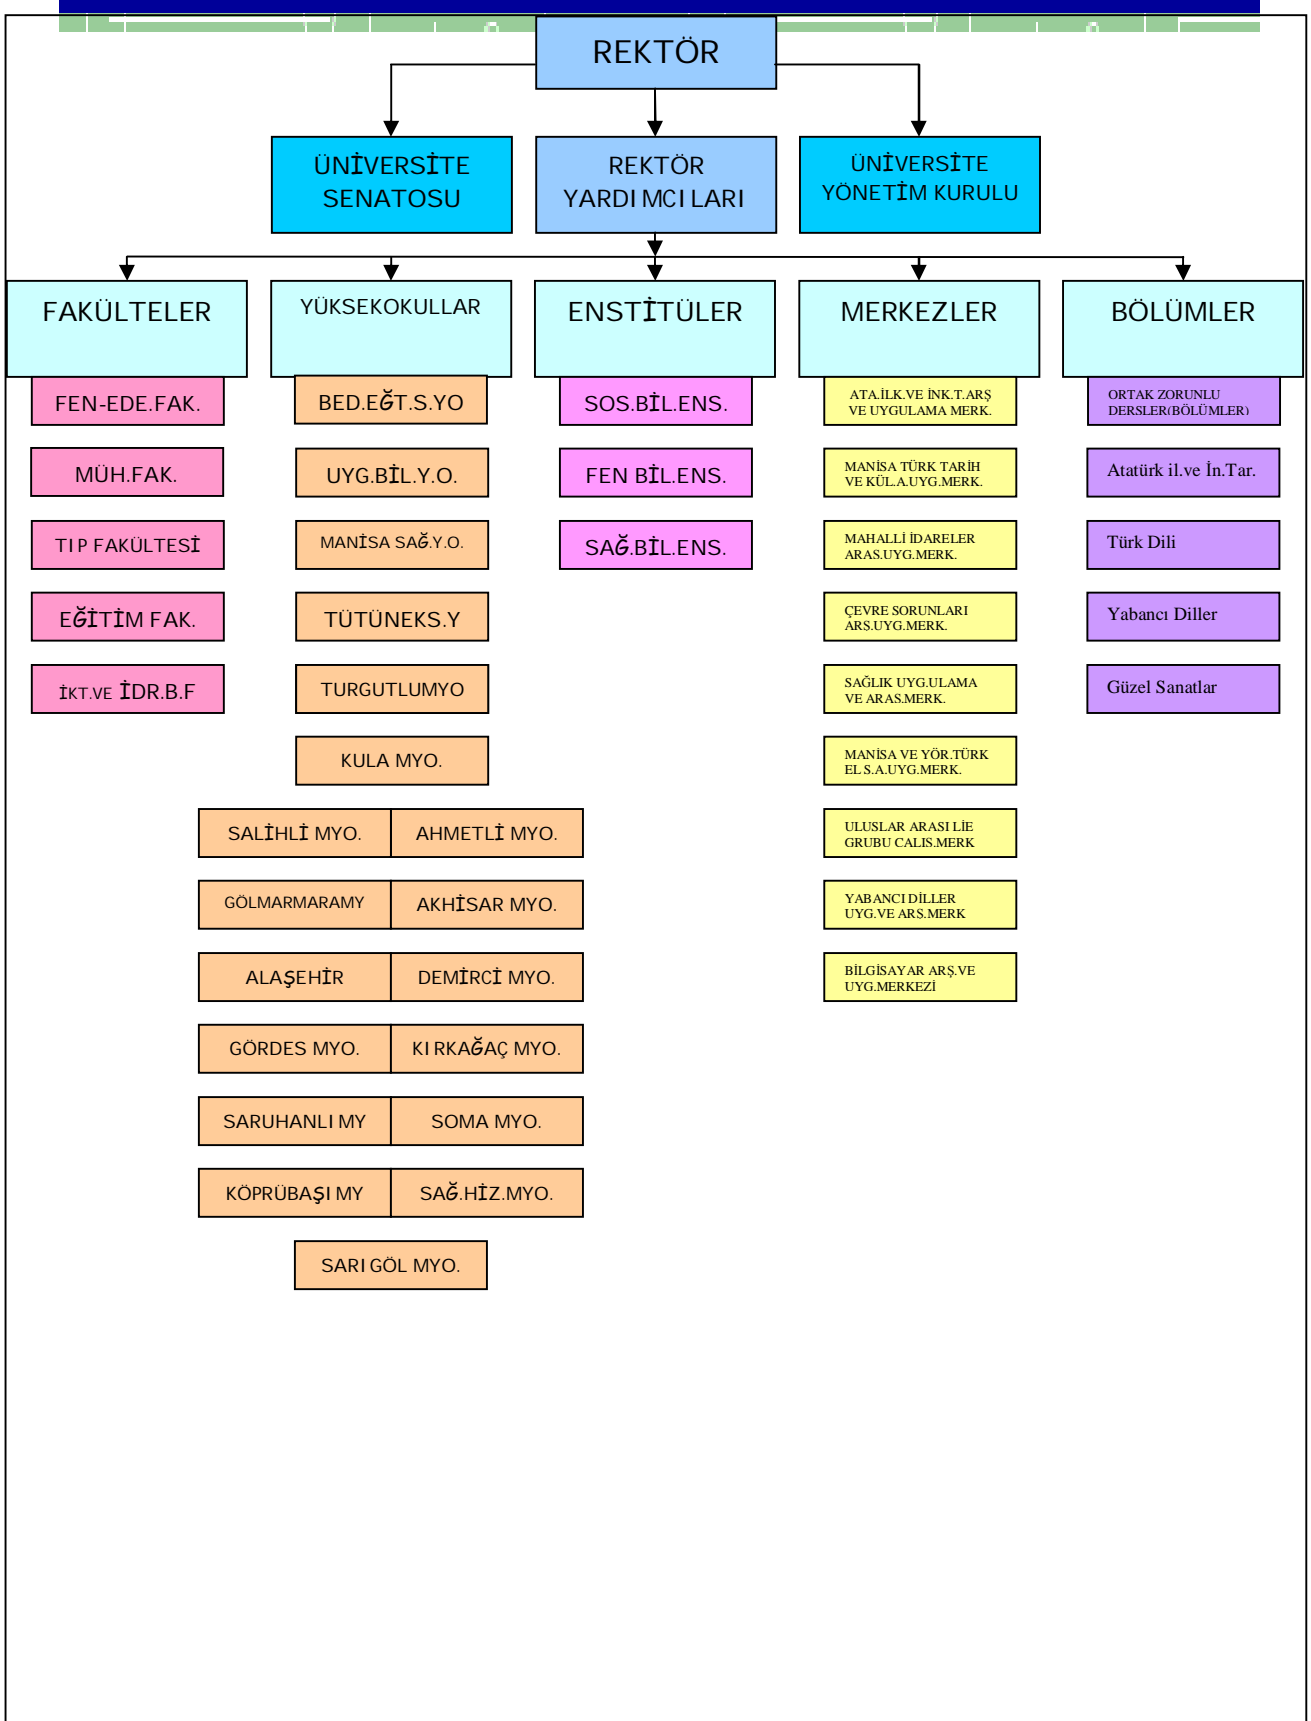 REKTÖR
ÜNİVERSİTE
SENATOSU
REKTÖR
YARDIMCILARI
ÜNİVERSİTE
YÖNETİM KURULU
FAKÜLTELER
YÜKSEKOKULLAR
ENSTİTÜLER
MERKEZLER
BÖLÜMLER
FEN-EDE.FAK.
MÜH.FAK.
TIP FAKÜLTESİ
EĞİTİM FAK.
İKT.VE İDR.B.F
BED.EĞT.S.YO
UYG.BİL.Y.O.
MANİSA SAĞ.Y.O.
TÜTÜNEKS.Y
TURGUTLUMYO
KULA MYO.
SALİHLİ MYO.
AHMETLİ MYO.
GÖLMARMARAMY
AKHİSAR MYO.
ALAŞEHİR
DEMİRCİ MYO.
GÖRDES MYO.
KIRKAĞAÇ MYO.
SARUHANLI MY
SOMA MYO.
KÖPRÜBAŞI MY
SAĞ.HİZ.MYO.
SARIGÖL MYO.
SOS.BİL.ENS.
FEN BİL.ENS.
SAĞ.BİL.ENS.
ATA.İLK.VE İNK.T.ARŞ
VE UYGULAMA MERK.
MANİSA TÜRK TARİH
VE KÜL.A.UYG.MERK.
MAHALLİ İDARELER
ARAS.UYG.MERK.
ÇEVRE SORUNLARI
ARŞ.UYG.MERK.
SAĞLIK UYG.ULAMA
VE ARAS.MERK.
MANİSA VE YÖR.TÜRK
EL S.A.UYG.MERK.
ULUSLAR ARASI LİE
GRUBU CALIS.MERK
YABANCI DİLLER
UYG.VE ARŞ.MERK
BİLGİSAYAR ARŞ.VE
UYG.MERKEZİ
ORTAK ZORUNLU
DERSLER(BÖLÜMLER)
Atatürk il.ve İn.Tar.
Türk Dili
Yabancı Diller
Güzel Sanatlar